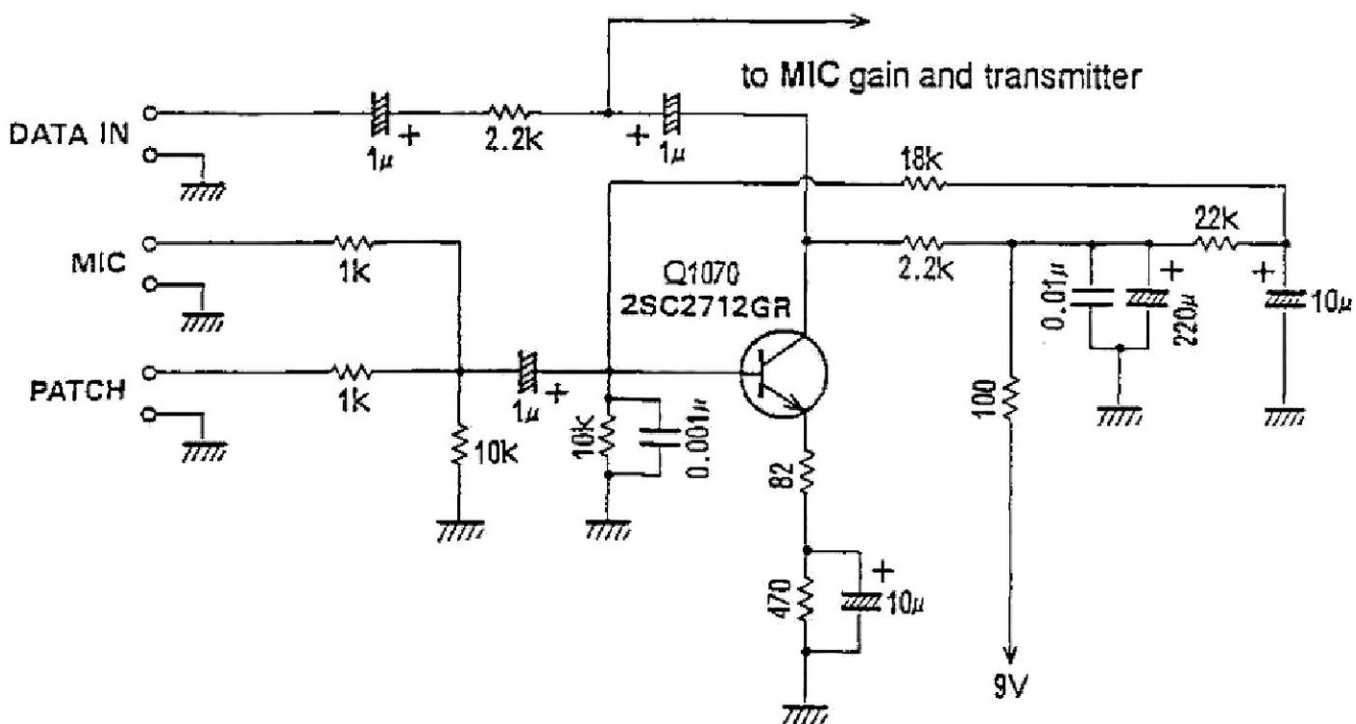 to MIC gain and transmitter
DATA IN
1µ
+
2.2k
+
1µ
18k
MIC
1k
22k
2.2k
Q1070
2SC2712GR
0.01µ
+
220µ
+
10µ
PATCH
1k
1µ
+
10k
10k
0.001µ
100
82
470
+
10µ
9V